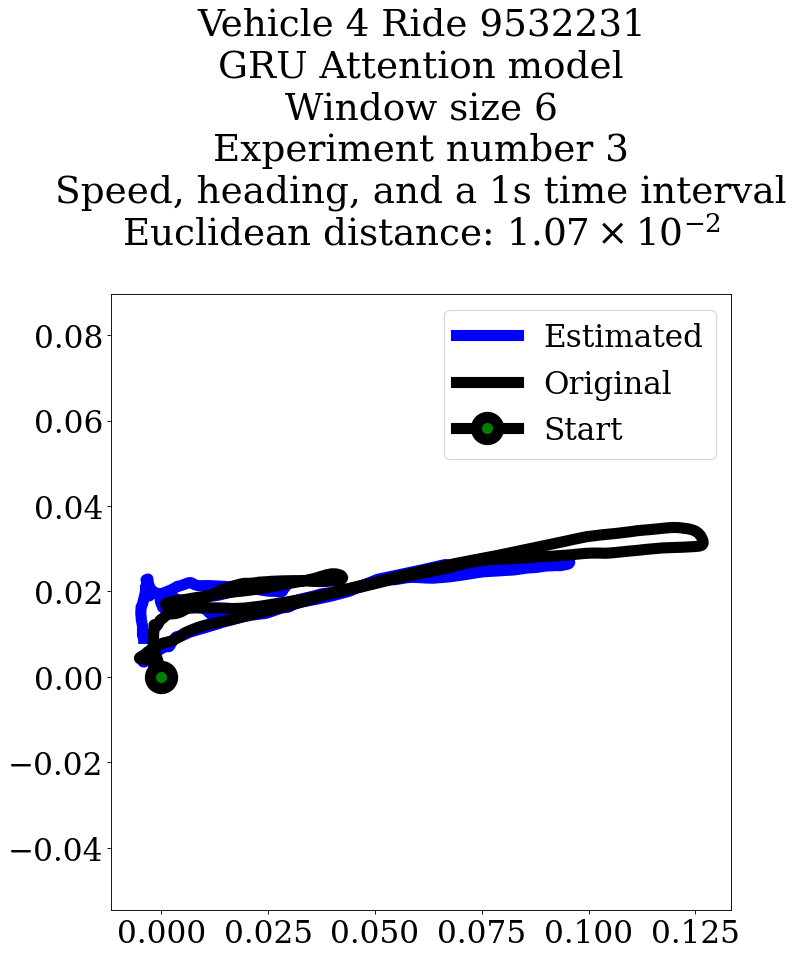 Vehicle 4 Ride 9532231
GRU Attention model
Window size 6
Experiment number 3
Speed, heading, and a 1s time interval
Euclidean distance: 1.07 × 10⁻²
Estimated
Original
Start
0.08
0.06
0.04
0.02
0.00
−0.02
−0.04
0.000 0.025 0.050 0.075 0.100 0.125